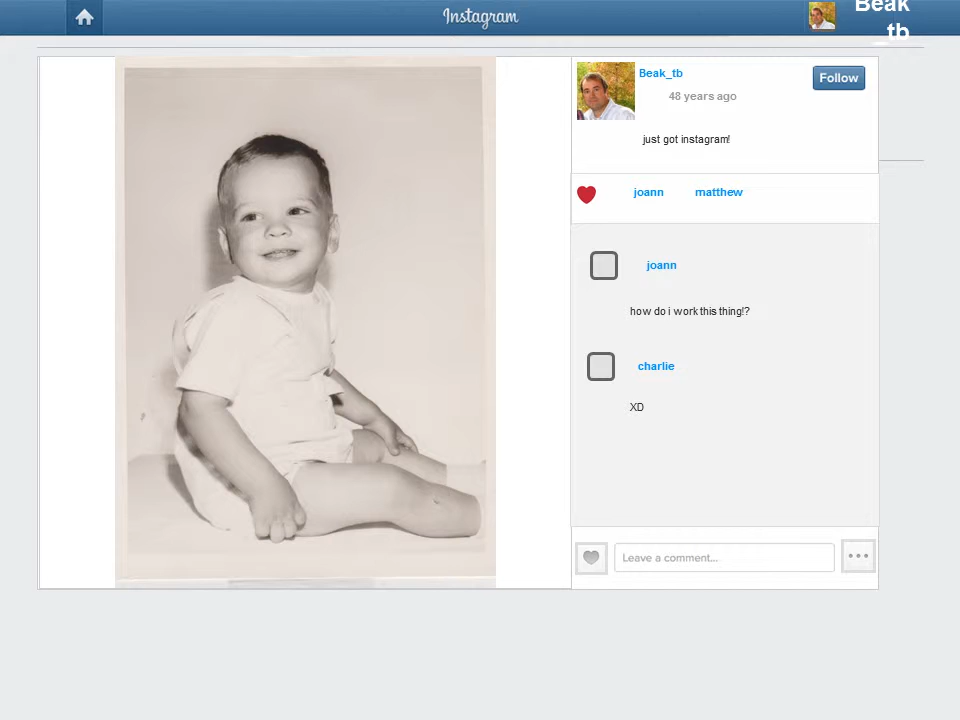 Instagram
Beak
_tb
Beak_tb
Follow
48 years ago
just got instagram!
joann matthew
joann
how do i work this thing!?
charlie
XD
Leave a comment...